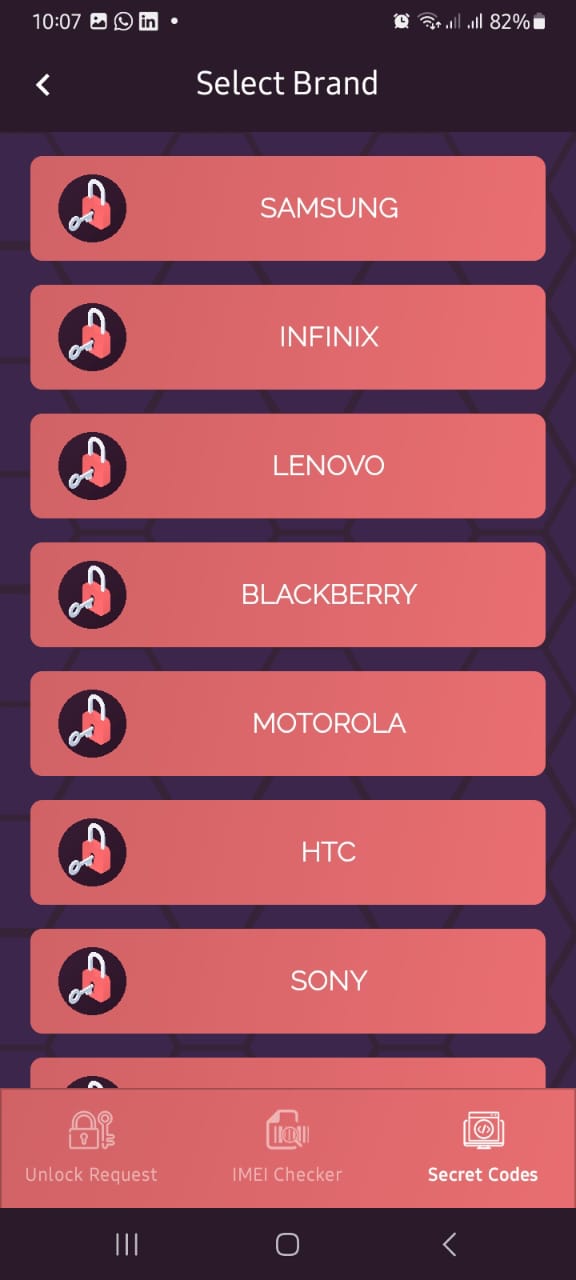 10:07 82%
Select Brand
SAMSUNG
INFINIX
LENOVO
BLACKBERRY
MOTOROLA
HTC
SONY
Unlock Request IMEI Checker Secret Codes